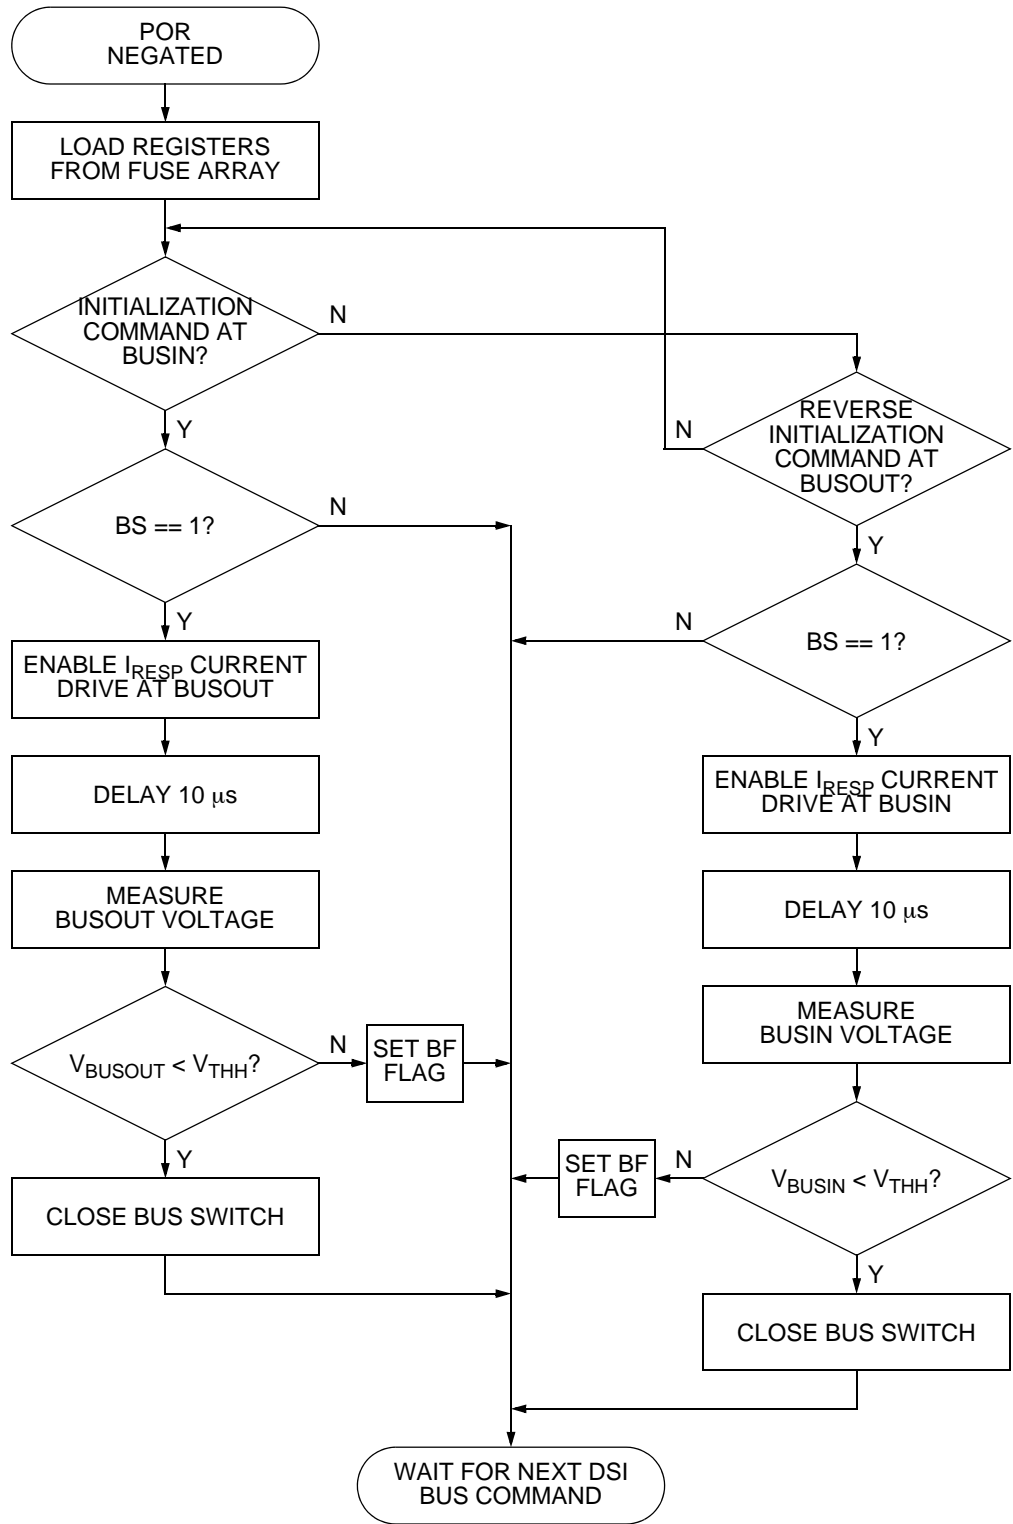 POR
NEGATED
LOAD REGISTERS
FROM FUSE ARRAY
INITIALIZATION
COMMAND AT
BUSIN?
N
Y
REVERSE
INITIALIZATION
COMMAND AT
BUSOUT?
N
Y
BS == 1?
N
Y
BS == 1?
N
Y
ENABLE IRESP CURRENT
DRIVE AT BUSOUT
DELAY 10 μs
MEASURE
BUSOUT VOLTAGE
VBUSOUT < VTHH?
N
SET BF
FLAG
Y
CLOSE BUS SWITCH
ENABLE IRESP CURRENT
DRIVE AT BUSIN
DELAY 10 μs
MEASURE
BUSIN VOLTAGE
VBUSIN < VTHH?
N
SET BF
FLAG
Y
CLOSE BUS SWITCH
WAIT FOR NEXT DSI
BUS COMMAND